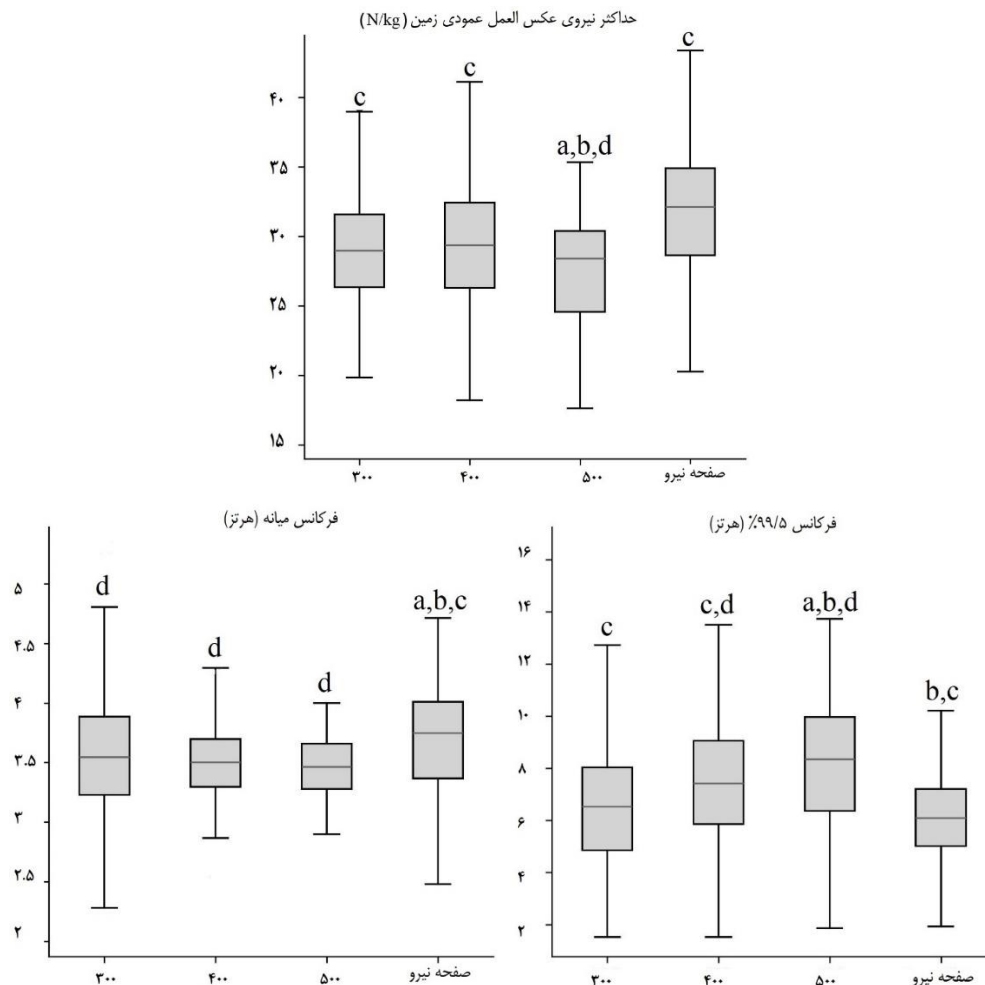 حداکثر نیروی عکس العمل عمودی زمین (N/kg)
c
c
c
a,b,d
۴۰
۳۵
۳۰
۲۵
۲۰
۱۵
۳۰۰
۴۰۰
۵۰۰
صفحه نیرو
فرکانس میانه (هرتز)
d
d
d
a,b,c
۵
۴.۵
۴
۳.۵
۳
۲.۵
۲
۳۰۰
۴۰۰
۵۰۰
صفحه نیرو
فرکانس ۹۹/۵٪ (هرتز)
c
c,d
a,b,d
b,c
۱۶
۱۴
۱۲
۱۰
۸
۶
۴
۲
۳۰۰
۴۰۰
۵۰۰
صفحه نیرو